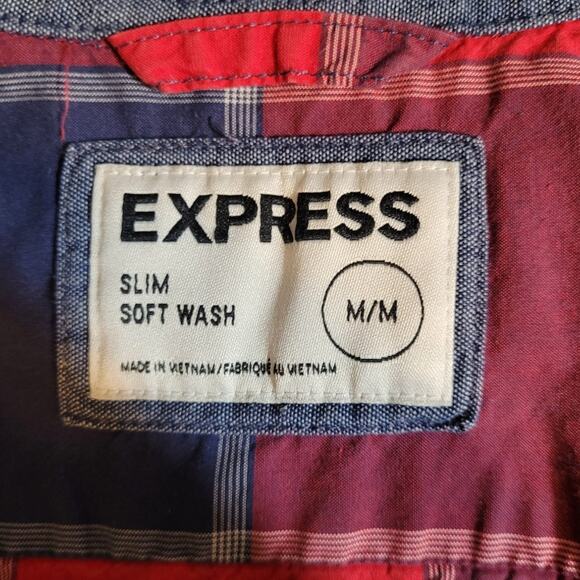 EXPRESS
SLIM
SOFT WASH
M/M
MADE IN VIETNAM/FABRIQUÉ AU VIETNAM